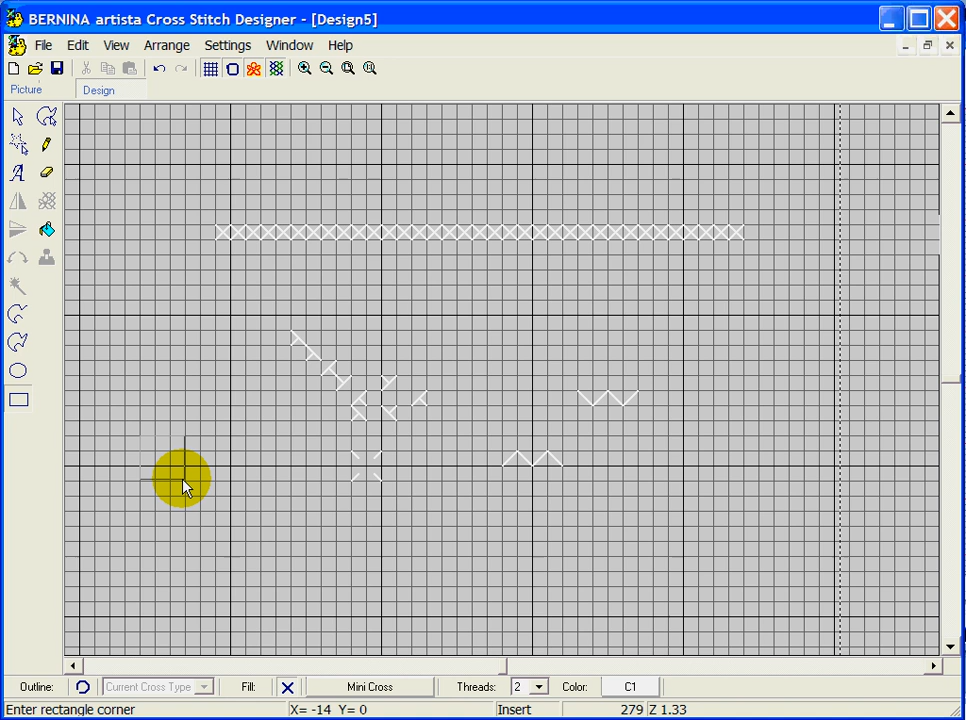 BERNINA artista Cross Stitch Designer - [Design5]
File Edit View Arrange Settings Window Help
Picture Design
A
Outline: Current Cross Type Fill: Mini Cross Threads: 2 Color: C1
Enter rectangle corner X= -14 Y= 0 Insert 279 Z 1.33